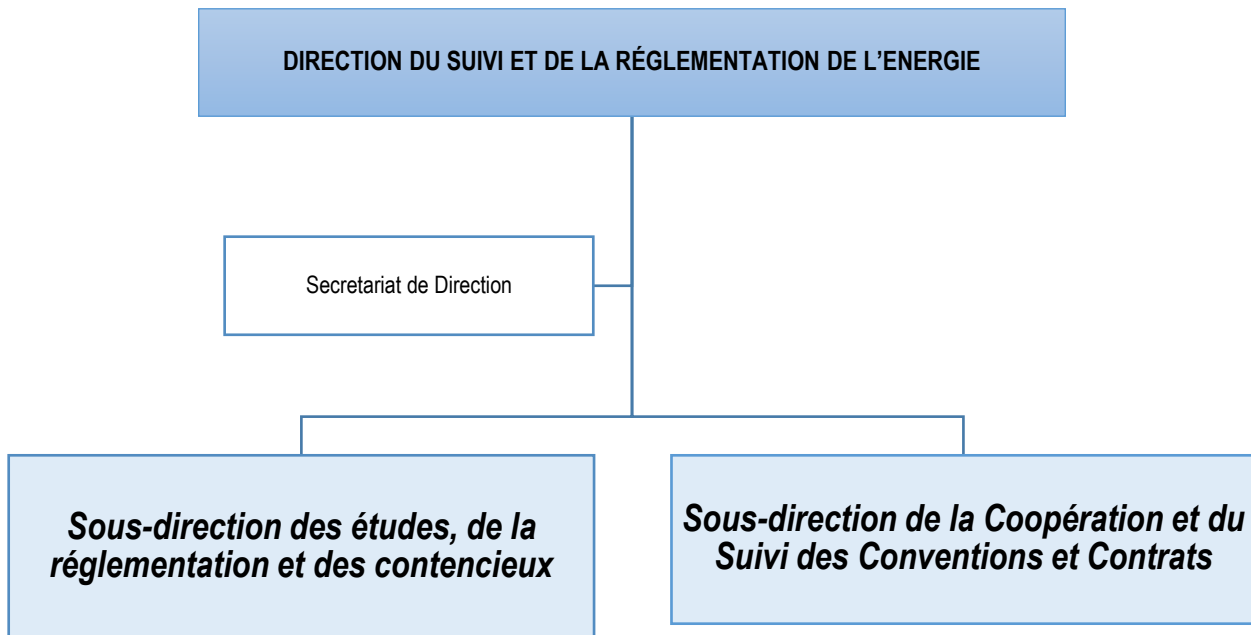 DIRECTION DU SUIVI ET DE LA RÉGLEMENTATION DE L’ENERGIE
Secretariat de Direction
Sous-direction des études, de la
réglementation et des contencieux
Sous-direction de la Coopération et du
Suivi des Conventions et Contrats